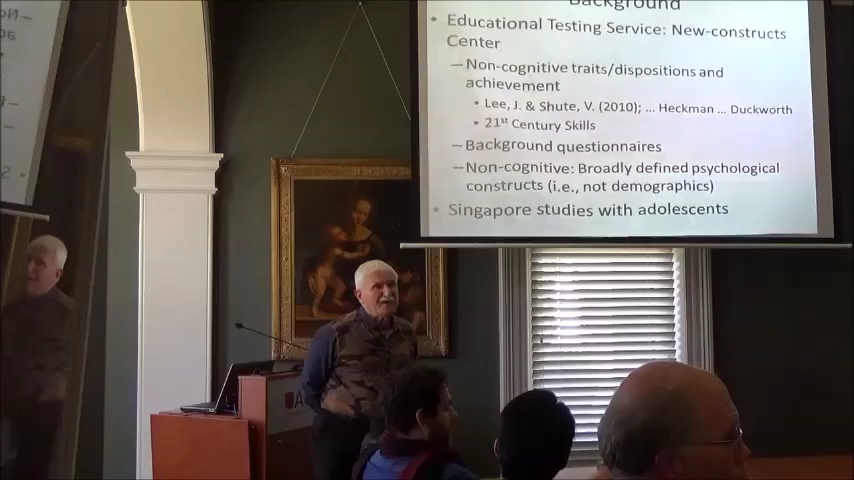 Background
• Educational Testing Service: New-constructs
Center
– Non-cognitive traits/dispositions and
achievement
• Lee, J. & Shute, V. (2010); ... Heckman ... Duckworth
• 21st Century Skills
– Background questionnaires
– Non-cognitive: Broadly defined psychological
constructs (i.e., not demographics)
• Singapore studies with adolescents